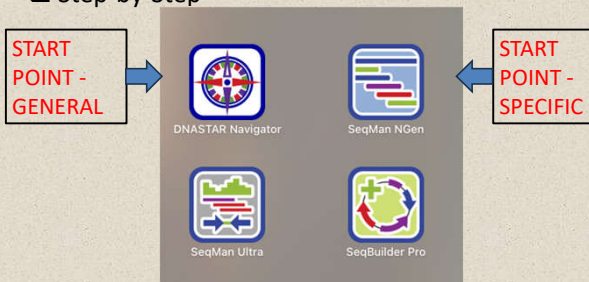 Step-by-step
START
POINT -
GENERAL
START
POINT -
SPECIFIC
DNASTAR Navigator
SeqMan NGen
SeqMan Ultra
SeqBuilder Pro